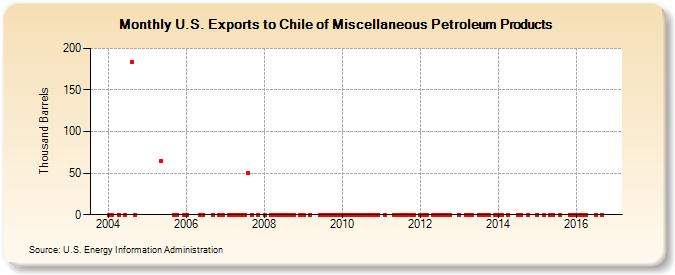 Monthly U.S. Exports to Chile of Miscellaneous Petroleum Products
Thousand Barrels
200
150
100
50
0
2004 2006 2008 2010 2012 2014 2016
Source: U.S. Energy Information Administration